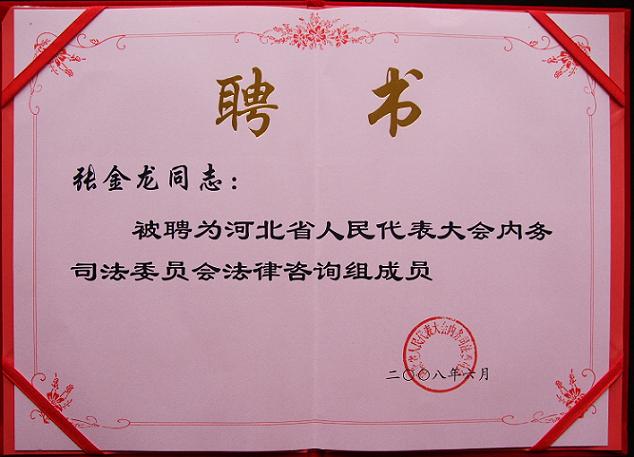 聘书
张金龙同志：
被聘为河北省人民代表大会内务
司法委员会法律咨询组成员
二〇〇八年六月